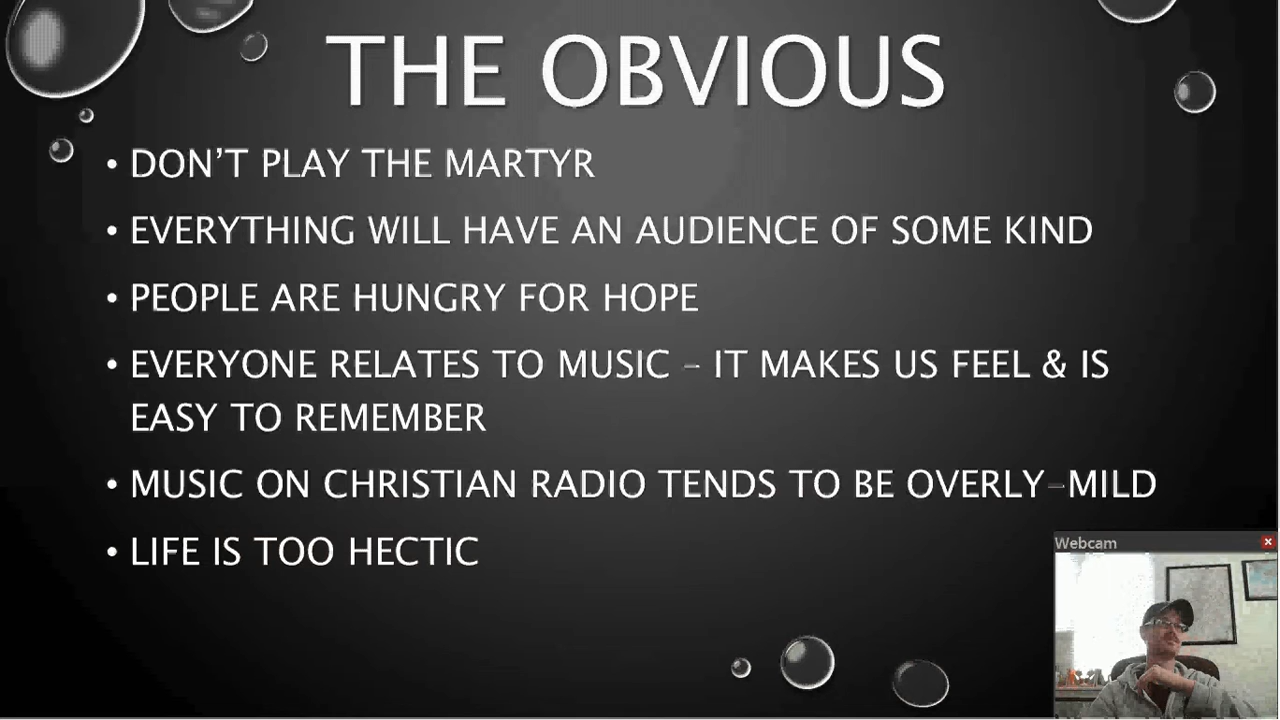 THE OBVIOUS
• DON'T PLAY THE MARTYR
• EVERYTHING WILL HAVE AN AUDIENCE OF SOME KIND
• PEOPLE ARE HUNGRY FOR HOPE
• EVERYONE RELATES TO MUSIC – IT MAKES US FEEL & IS
EASY TO REMEMBER
• MUSIC ON CHRISTIAN RADIO TENDS TO BE OVERLY-MILD
• LIFE IS TOO HECTIC
Webcam